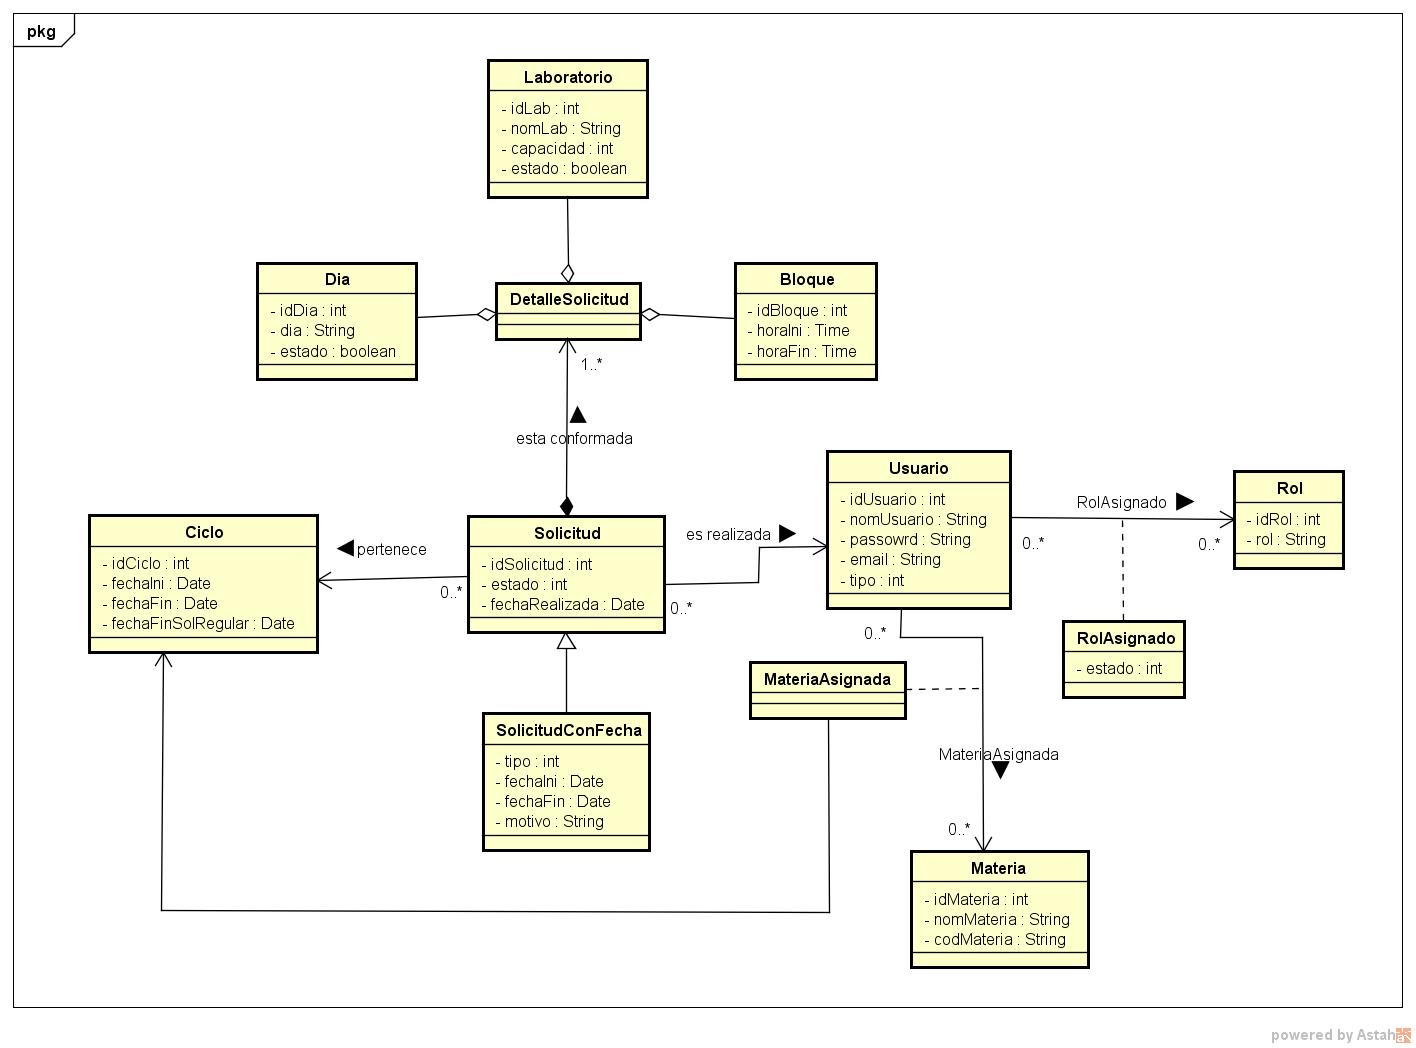 pkg
Laboratorio
- idLab : int
- nomLab : String
- capacidad : int
- estado : boolean
Dia
- idDia : int
- dia : String
- estado : boolean
DetalleSolicitud
Bloque
- idBloque : int
- horaIni : Time
- horaFin : Time
1..*
esta conformada
Usuario
- idUsuario : int
- nomUsuario : String
- passowrd : String
- email : String
- tipo : int
RolAsignado
0..*
0..*
Rol
- idRol : int
- rol : String
Ciclo
- idCiclo : int
- fechaIni : Date
- fechaFin : Date
- fechaFinSolRegular : Date
pertenece
0..*
Solicitud
- idSolicitud : int
- estado : int
- fechaRealizada : Date
es realizada
0..*
RolAsignado
- estado : int
0..*
MateriaAsignada
SolicitudConFecha
- tipo : int
- fechaIni : Date
- fechaFin : Date
- motivo : String
MateriaAsignada
0..*
Materia
- idMateria : int
- nomMateria : String
- codMateria : String
powered by Astah